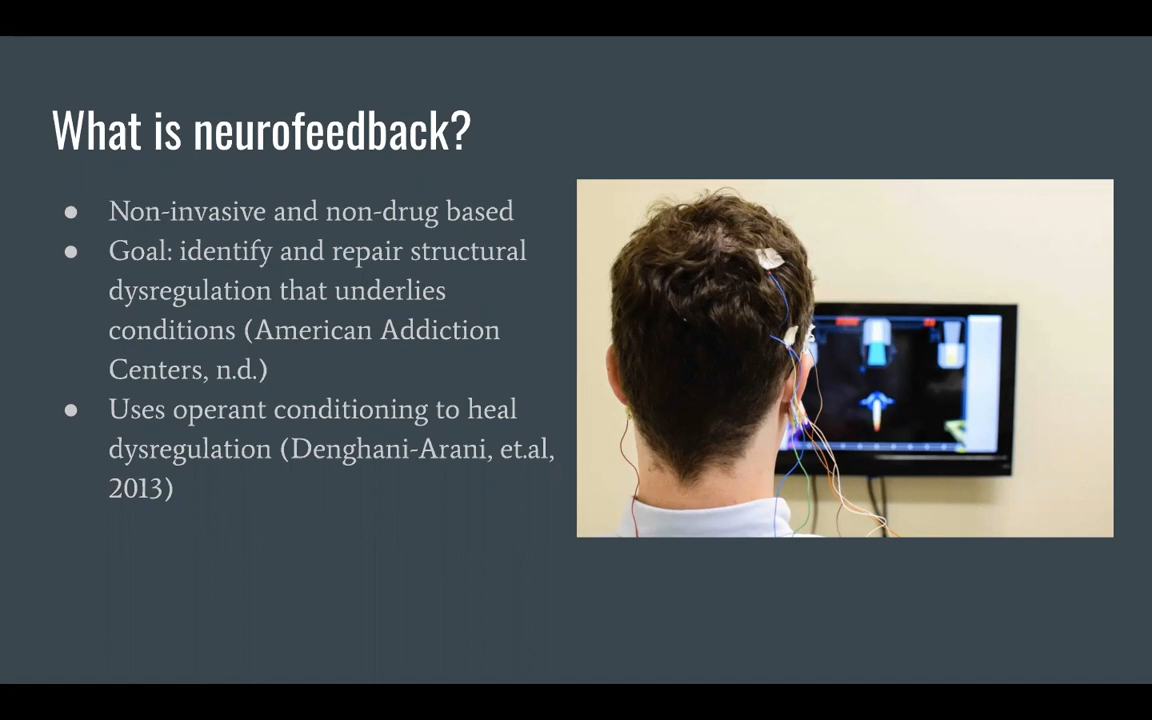 What is neurofeedback?
● Non-invasive and non-drug based
● Goal: identify and repair structural
dysregulation that underlies
conditions (American Addiction
Centers, n.d.)
● Uses operant conditioning to heal
dysregulation (Denghani-Arani, et.al,
2013)